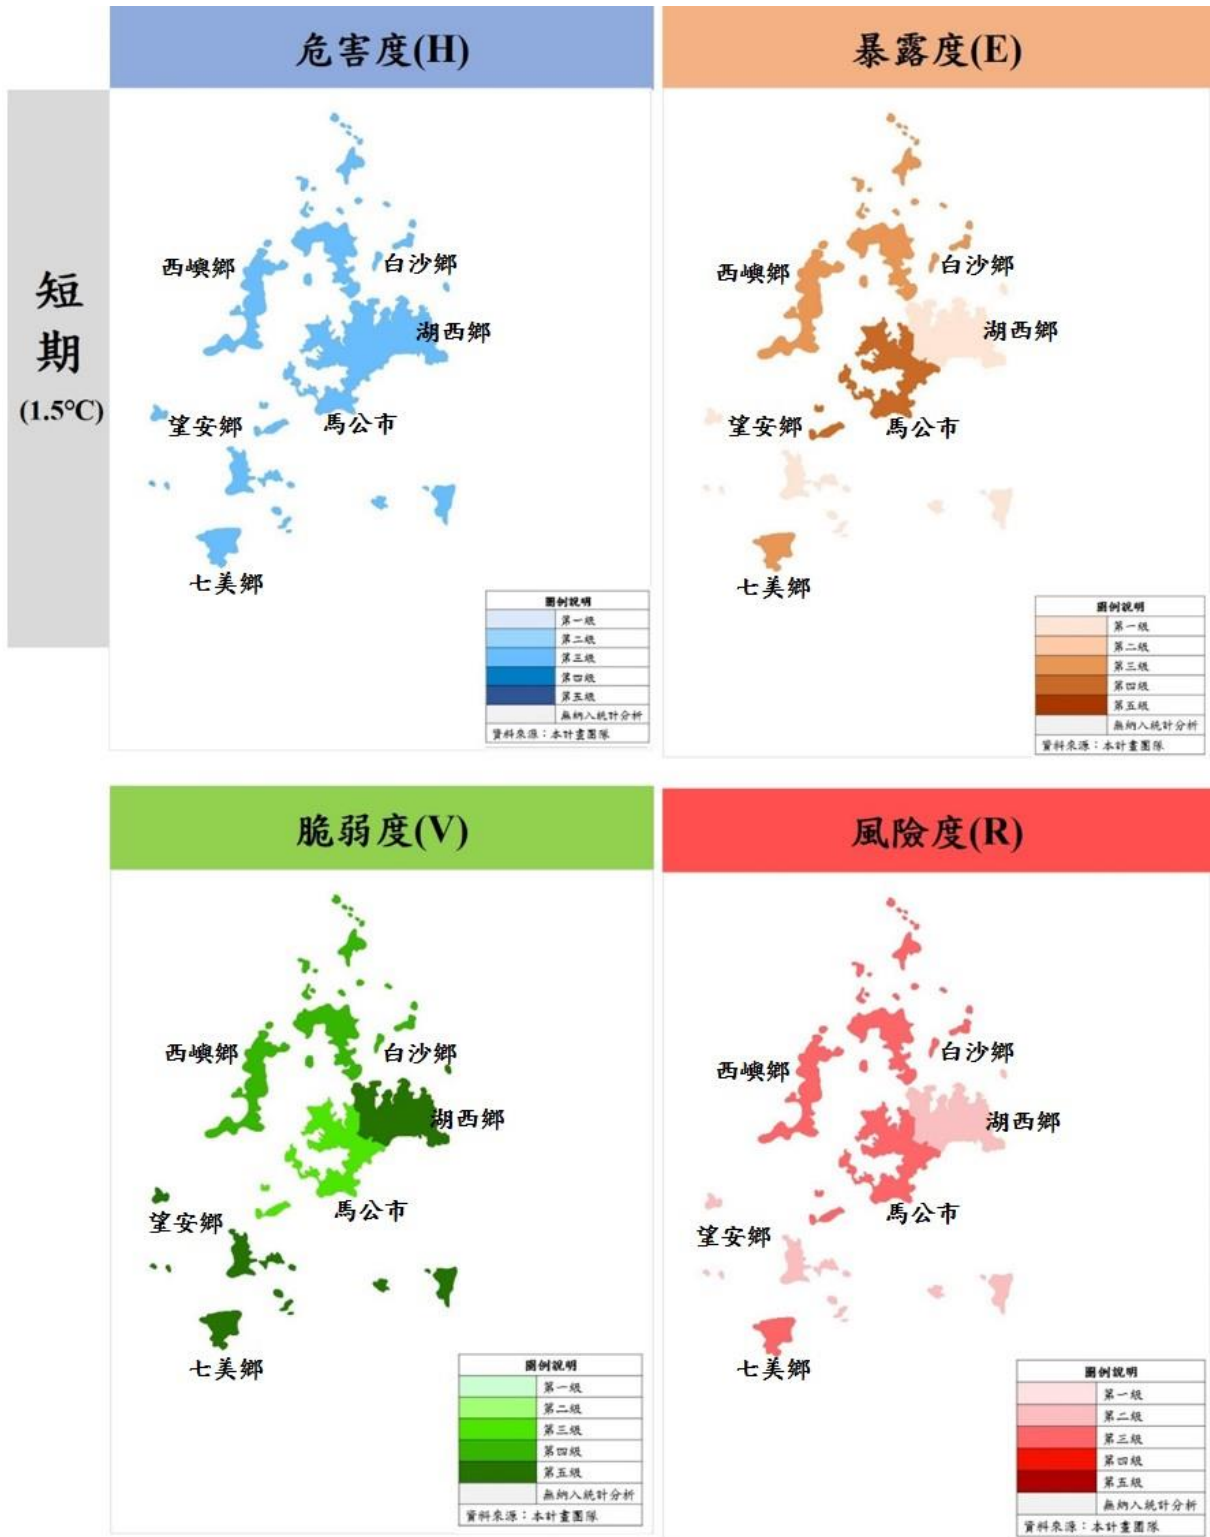 危害度(H)
暴露度(E)
短期
(1.5℃)
西嶼鄉
白沙鄉
湖西鄉
望安鄉
馬公市
七美鄉
圖例說明
第一級
第二級
第三級
第四級
第五級
無納入統計分析
資料來源：本計畫團隊
西嶼鄉
白沙鄉
湖西鄉
望安鄉
馬公市
七美鄉
圖例說明
第一級
第二級
第三級
第四級
第五級
無納入統計分析
資料來源：本計畫團隊
脆弱度(V)
風險度(R)
西嶼鄉
白沙鄉
湖西鄉
望安鄉
馬公市
七美鄉
圖例說明
第一級
第二級
第三級
第四級
第五級
無納入統計分析
資料來源：本計畫團隊
西嶼鄉
白沙鄉
湖西鄉
馬公市
望安鄉
七美鄉
圖例說明
第一級
第二級
第三級
第四級
第五級
無納入統計分析
資料來源：本計畫團隊